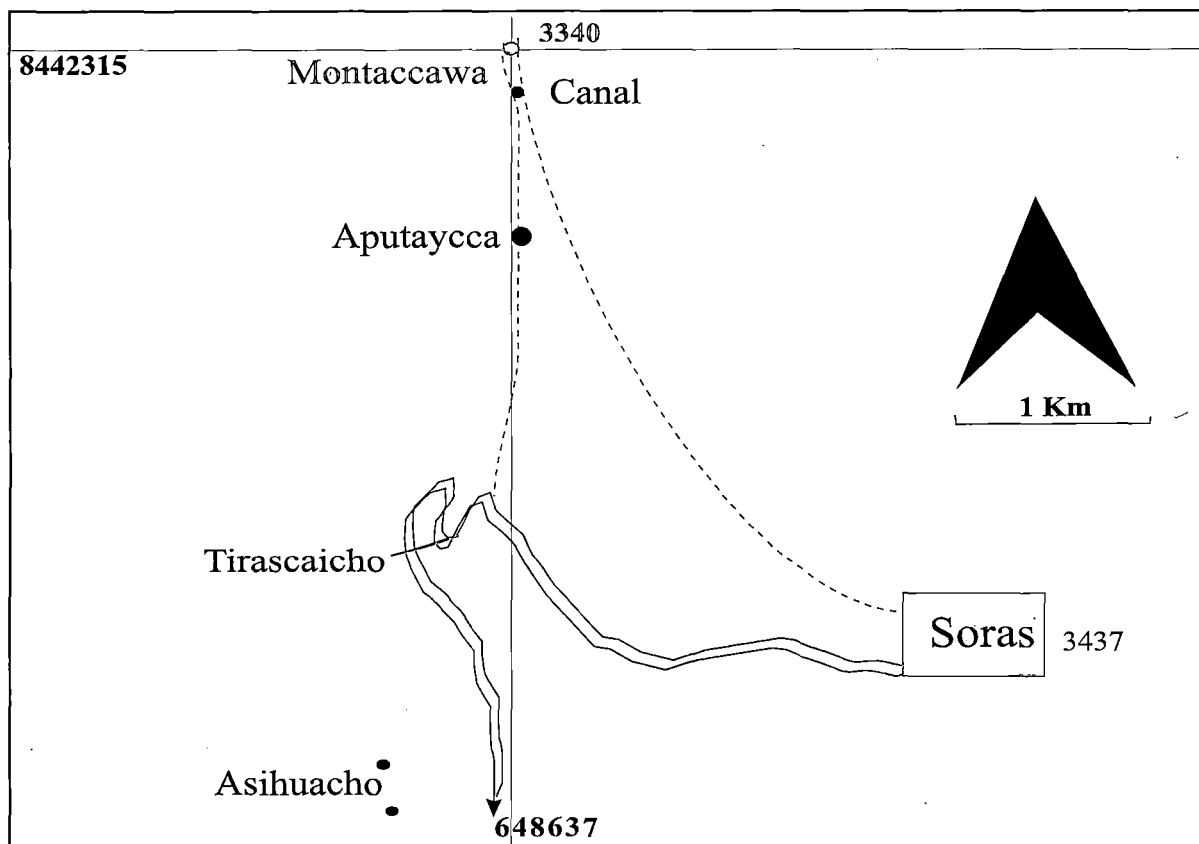 3340
8442315
Montaccawa
Canal
Aputaycca
1 Km
Tirascaicho
Soras
3437
Asihuacho
648637